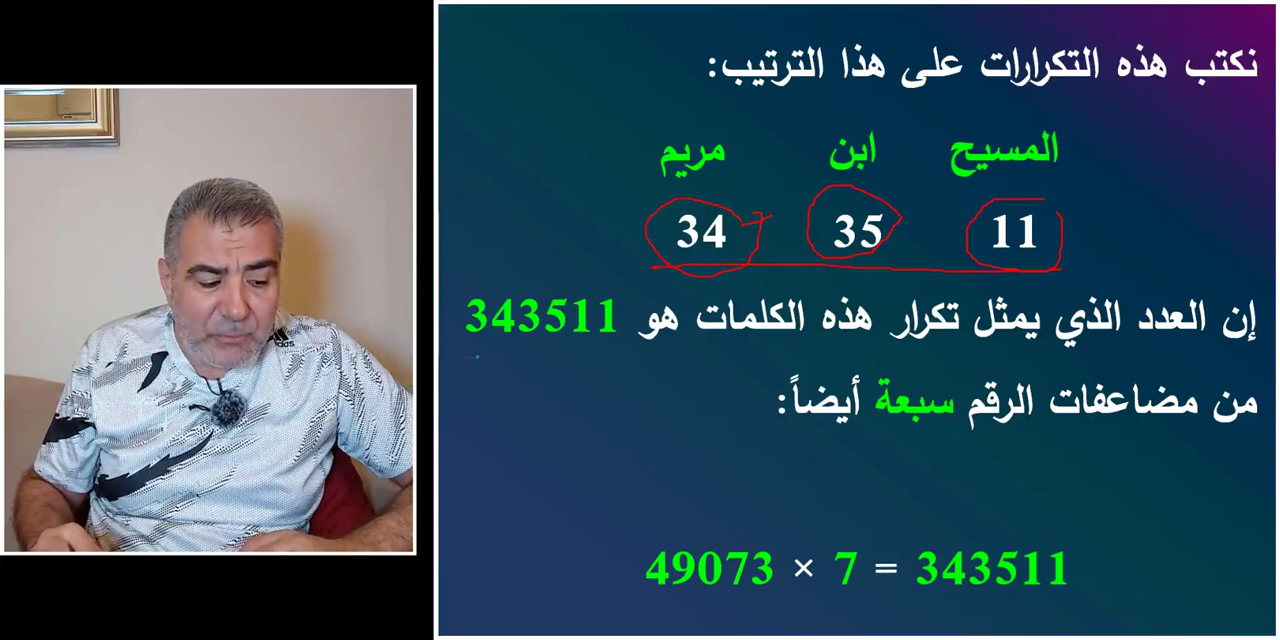 نكتب هذه التكرارات على هذا الترتيب:
المسيح ابن مريم
11 35 34
إن العدد الذي يمثل تكرار هذه الكلمات هو 343511
من مضاعفات الرقم سبعة أيضاً:
343511 = 7 × 49073
adidas